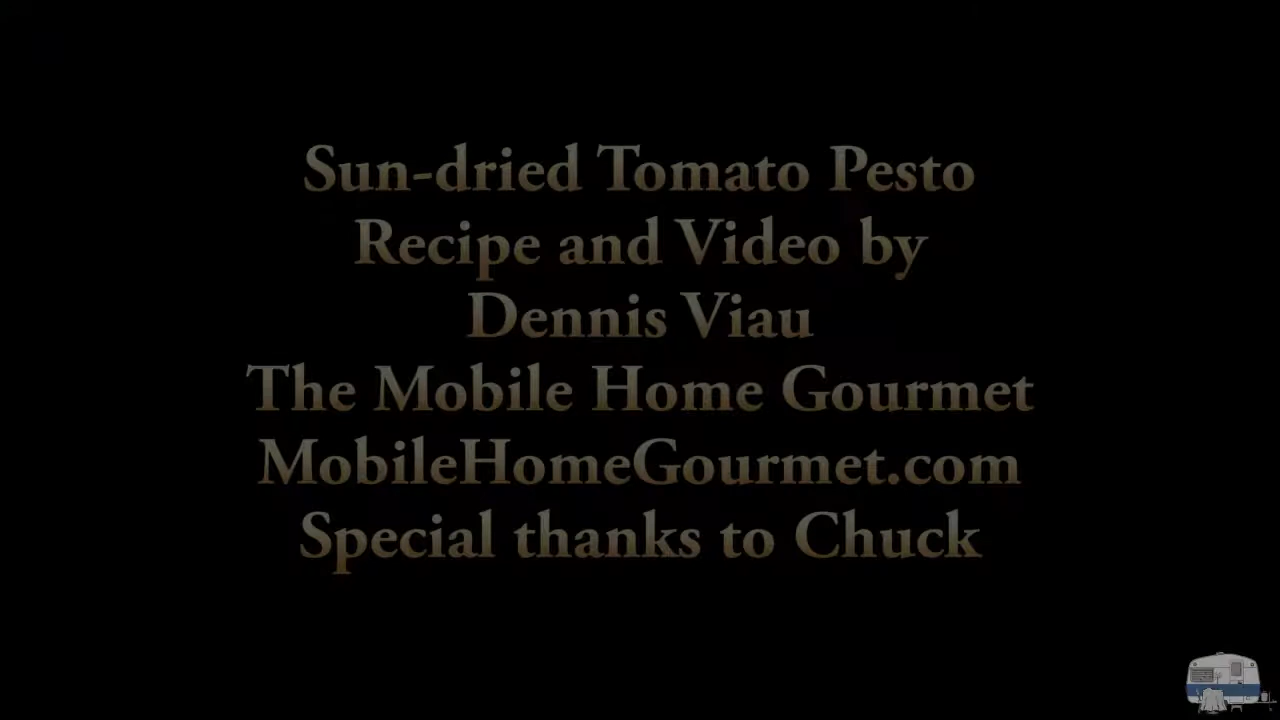 Sun-dried Tomato Pesto
Recipe and Video by
Dennis Viau
The Mobile Home Gourmet
MobileHomeGourmet.com
Special thanks to Chuck